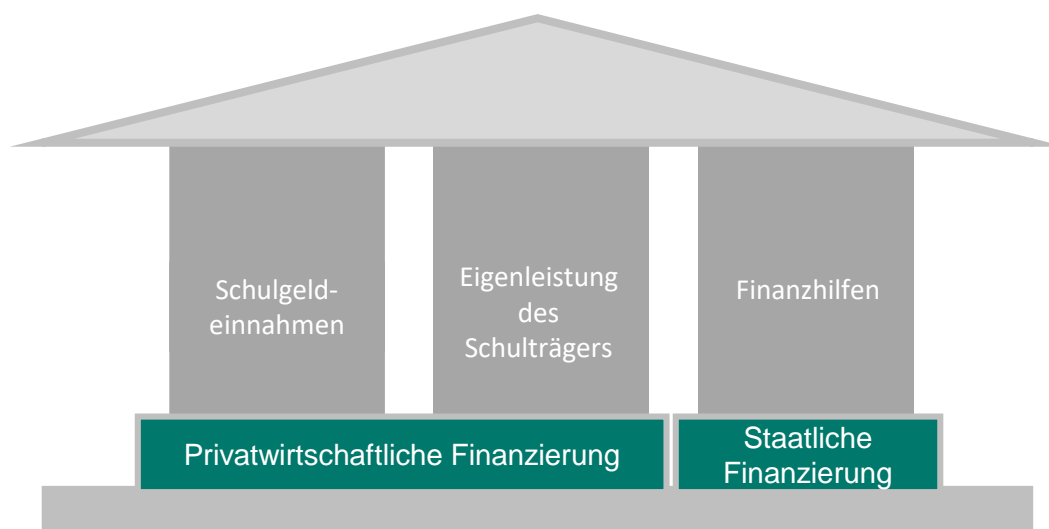 Schulgeld-
einnahmen
Eigenleistung
des
Schulträgers
Finanzhilfen
Privatwirtschaftliche Finanzierung
Staatliche
Finanzierung